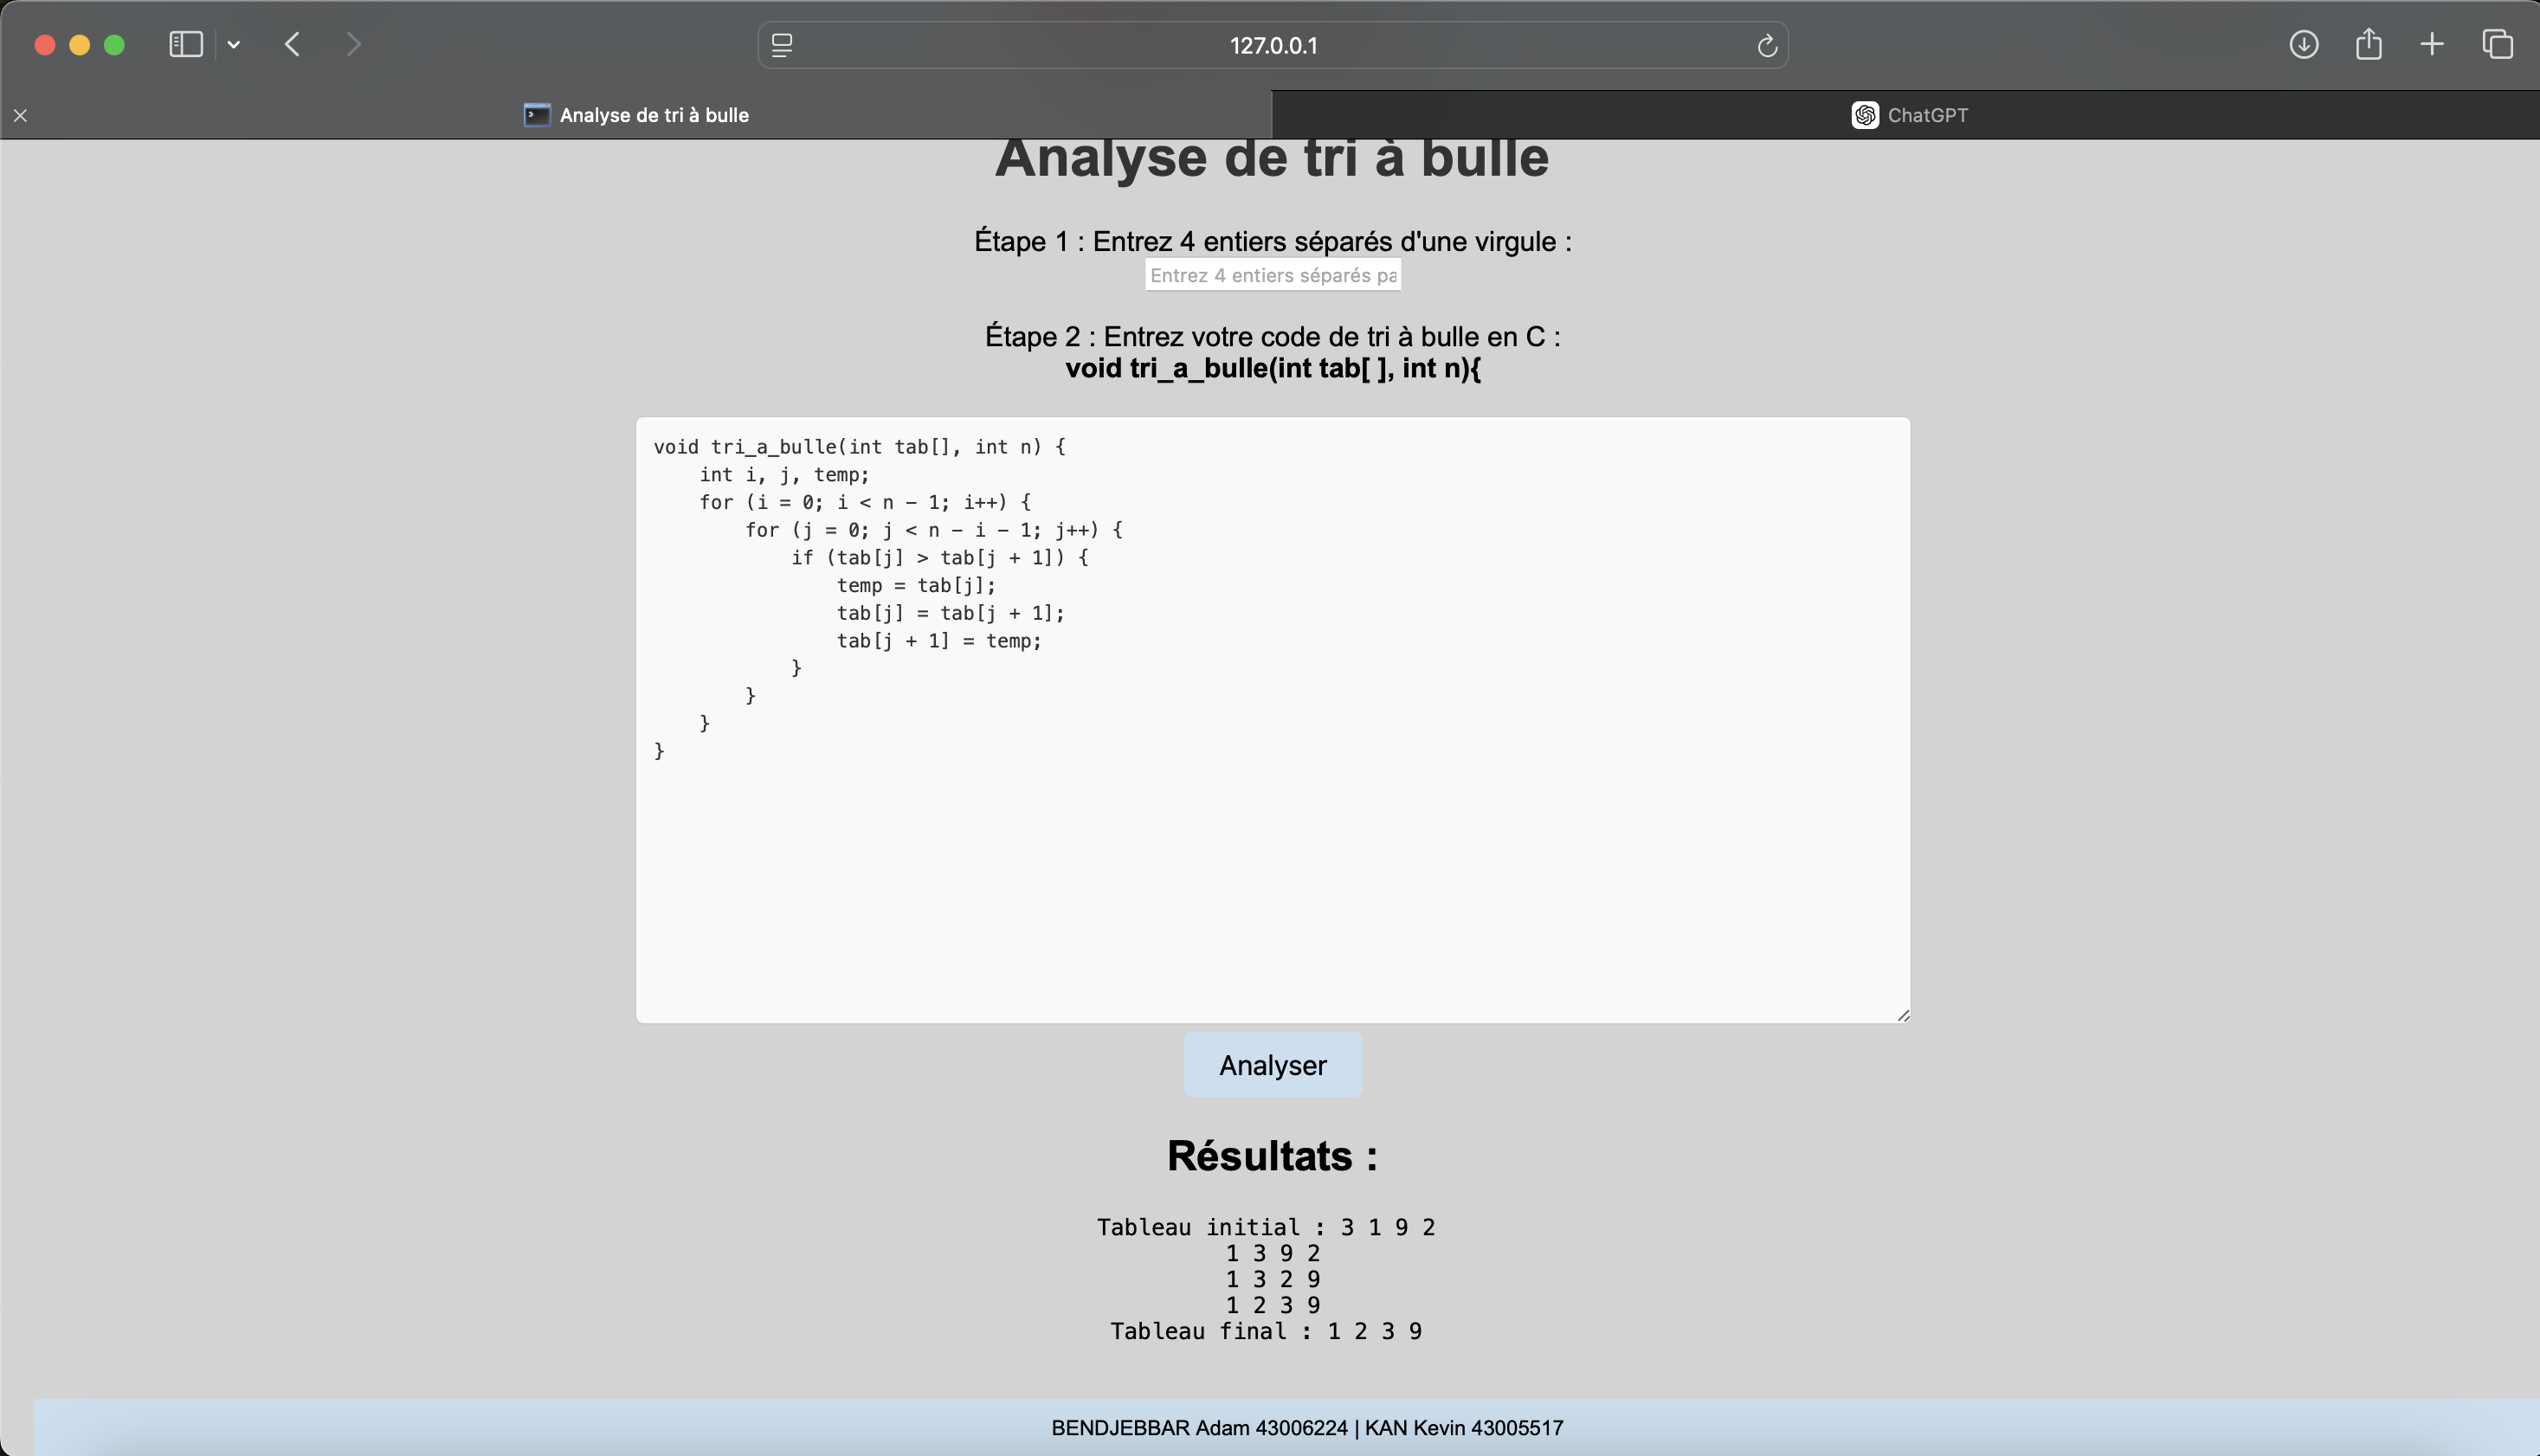 127.0.0.1
Analyse de tri à bulle
ChatGPT
Analyse de tri à bulle
Étape 1 : Entrez 4 entiers séparés d'une virgule :
Entrez 4 entiers séparés pa
Étape 2 : Entrez votre code de tri à bulle en C :
void tri_a_bulle(int tab[ ], int n){
void tri_a_bulle(int tab[], int n) {
    int i, j, temp;
    for (i = 0; i < n - 1; i++) {
        for (j = 0; j < n - i - 1; j++) {
            if (tab[j] > tab[j + 1]) {
                temp = tab[j];
                tab[j] = tab[j + 1];
                tab[j + 1] = temp;
            }
        }
    }
}
Analyser
Résultats :
Tableau initial : 3 1 9 2
1 3 9 2
1 3 2 9
1 2 3 9
Tableau final : 1 2 3 9
BENDJEBBAR Adam 43006224 | KAN Kevin 43005517